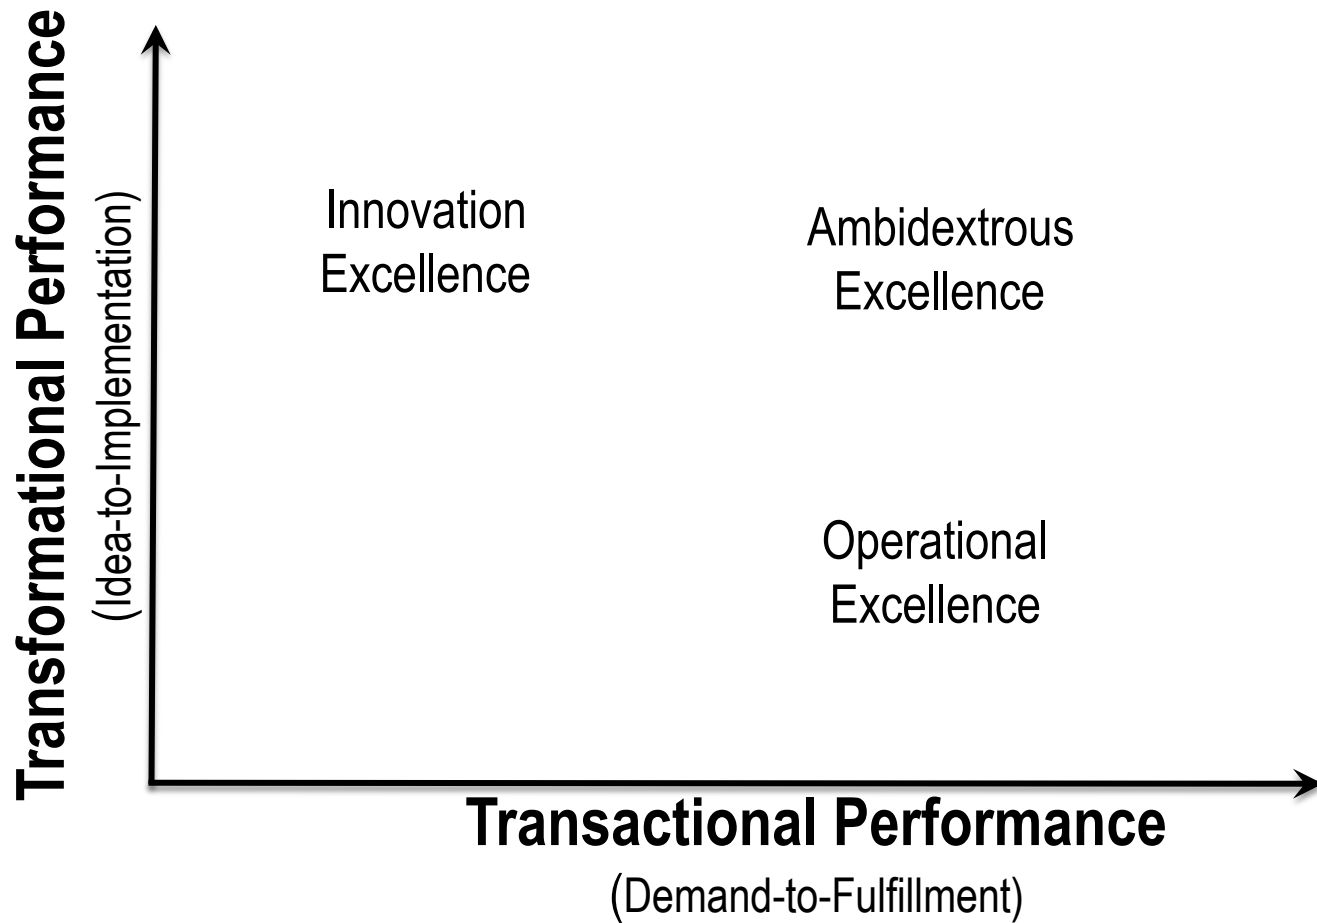 Transformational Performance
(Idea-to-Implementation)
Innovation
Excellence
Ambidextrous
Excellence
Operational
Excellence
Transactional Performance
(Demand-to-Fulfillment)